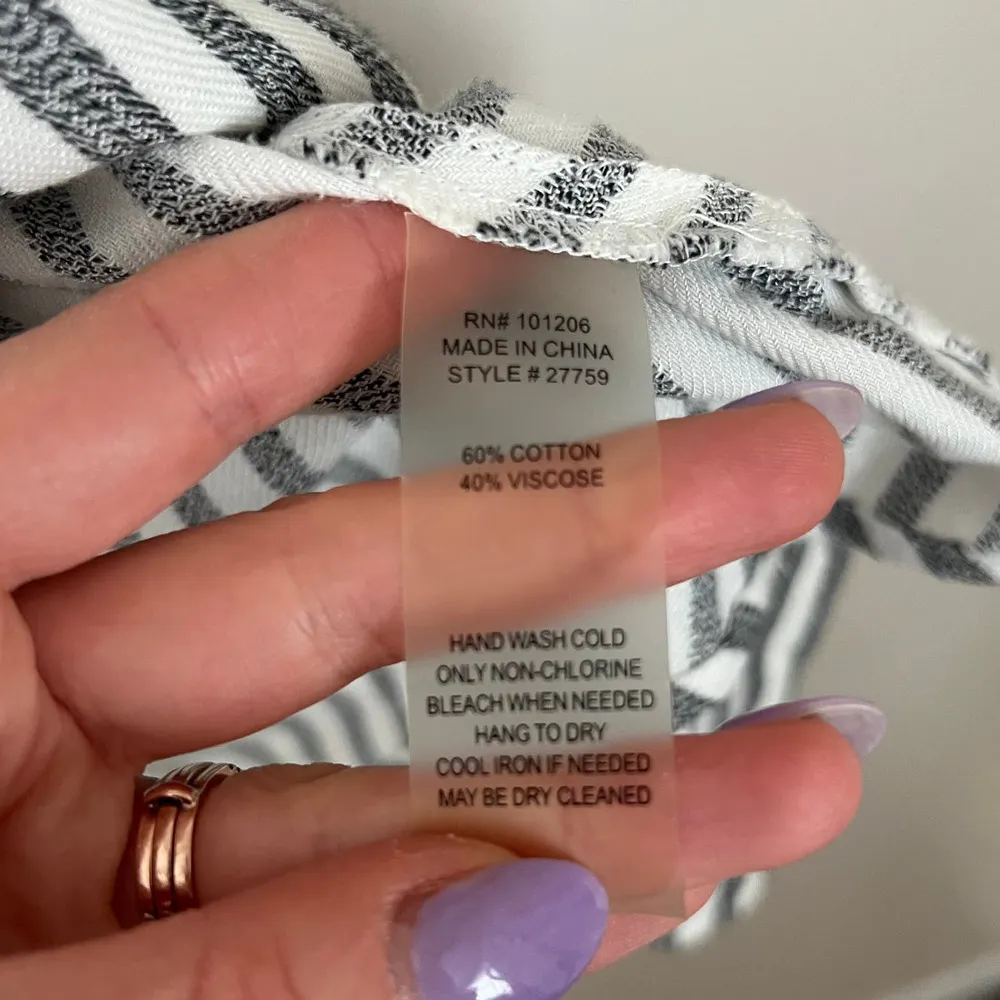 RN# 101206
MADE IN CHINA
STYLE # 27759
60% COTTON
40% VISCOSE
HAND WASH COLD
ONLY NON-CHLORINE
BLEACH WHEN NEEDED
HANG TO DRY
COOL IRON IF NEEDED
MAY BE DRY CLEANED